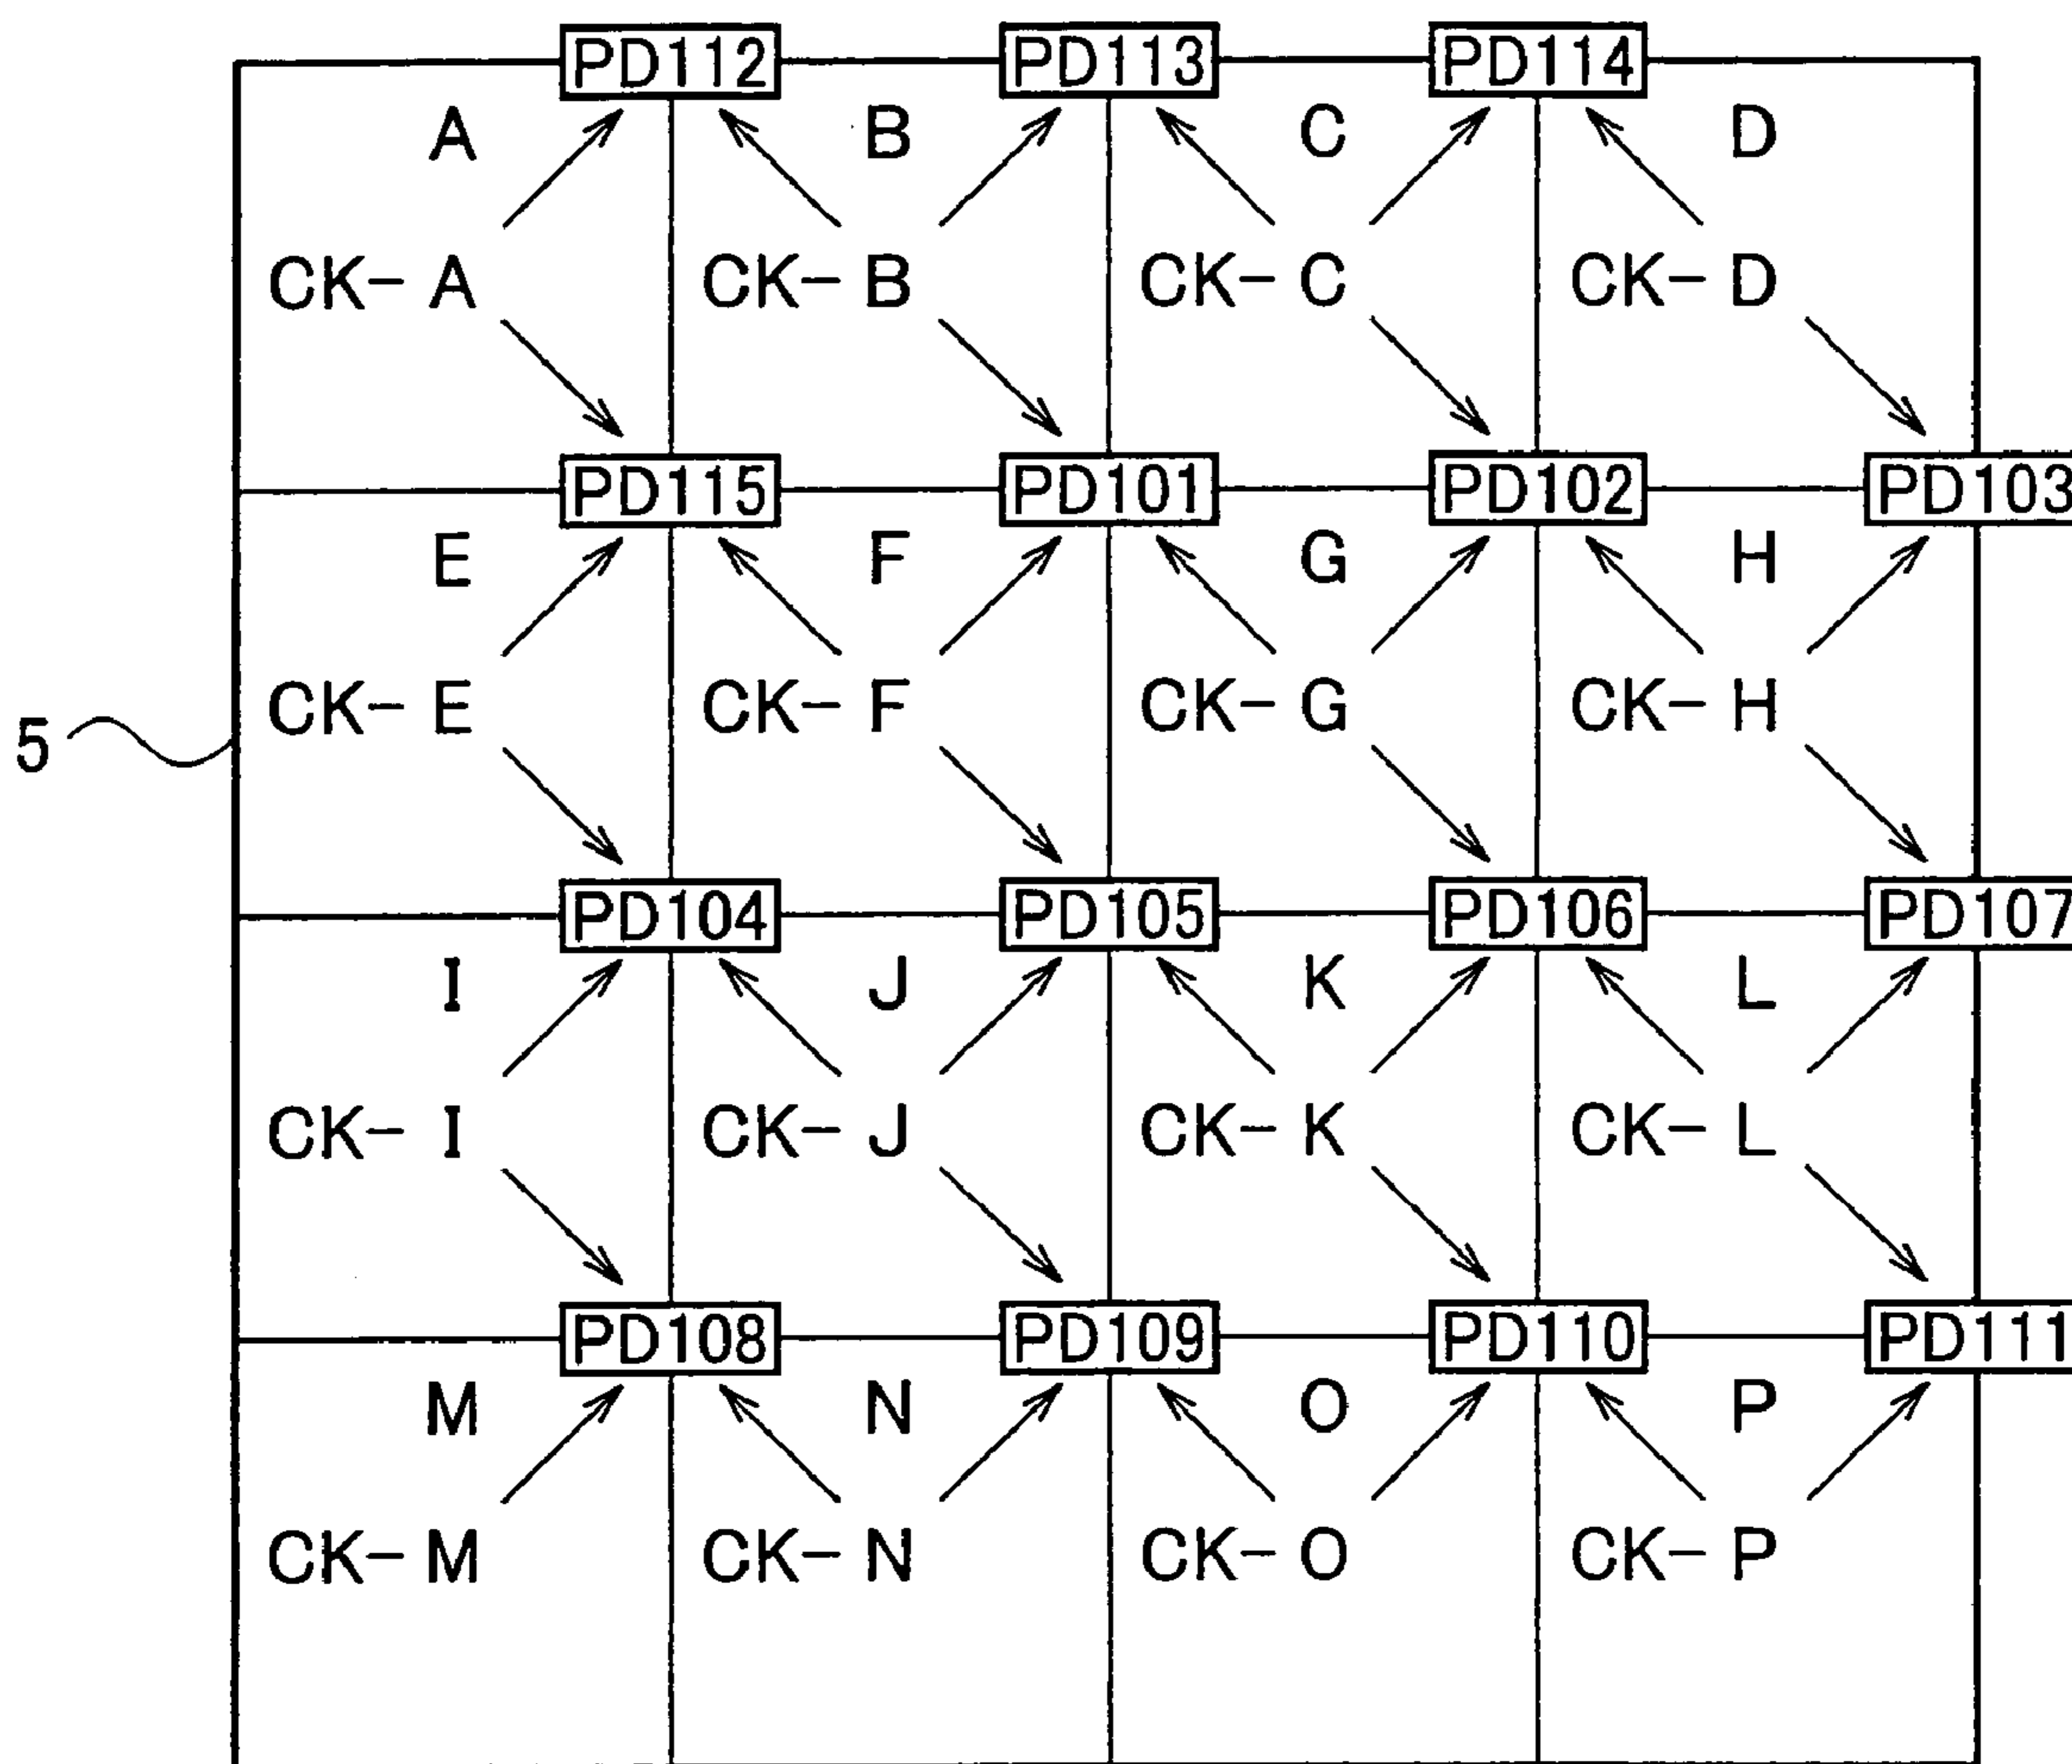 PD112 PD113 PD114
A B C D
CK-A CK-B CK-C CK-D
PD115 PD101 PD102 PD103
E F G H
CK-E CK-F CK-G CK-H
5
PD104 PD105 PD106 PD107
I J K L
CK-I CK-J CK-K CK-L
PD108 PD109 PD110 PD111
M N O P
CK-M CK-N CK-O CK-P